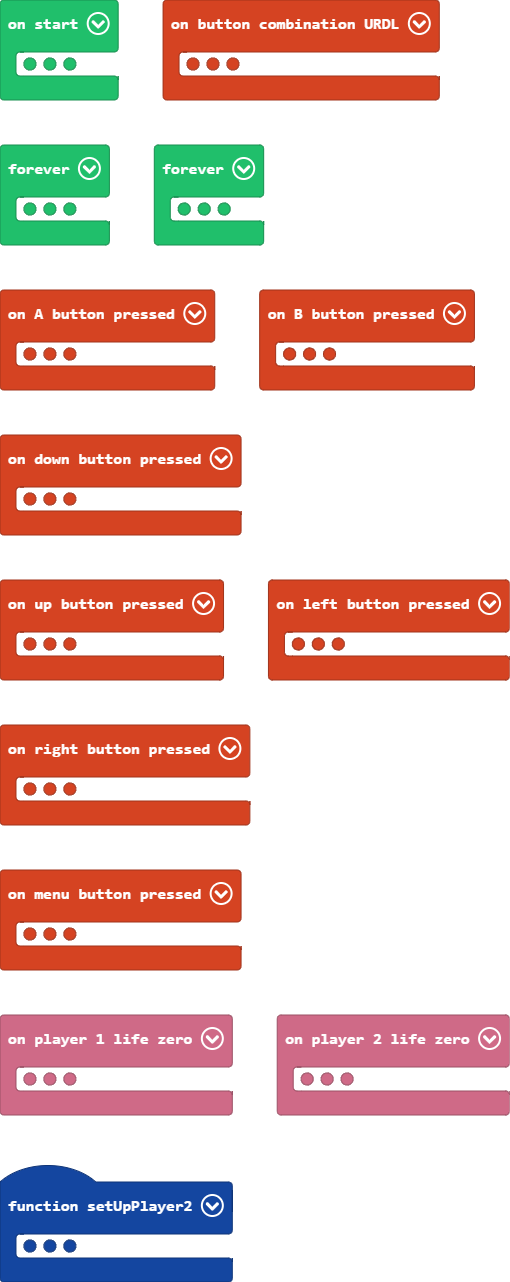 on start
on button combination URDL
forever
forever
on A button pressed
on B button pressed
on down button pressed
on up button pressed
on left button pressed
on right button pressed
on menu button pressed
on player 1 life zero
on player 2 life zero
function setUpPlayer2